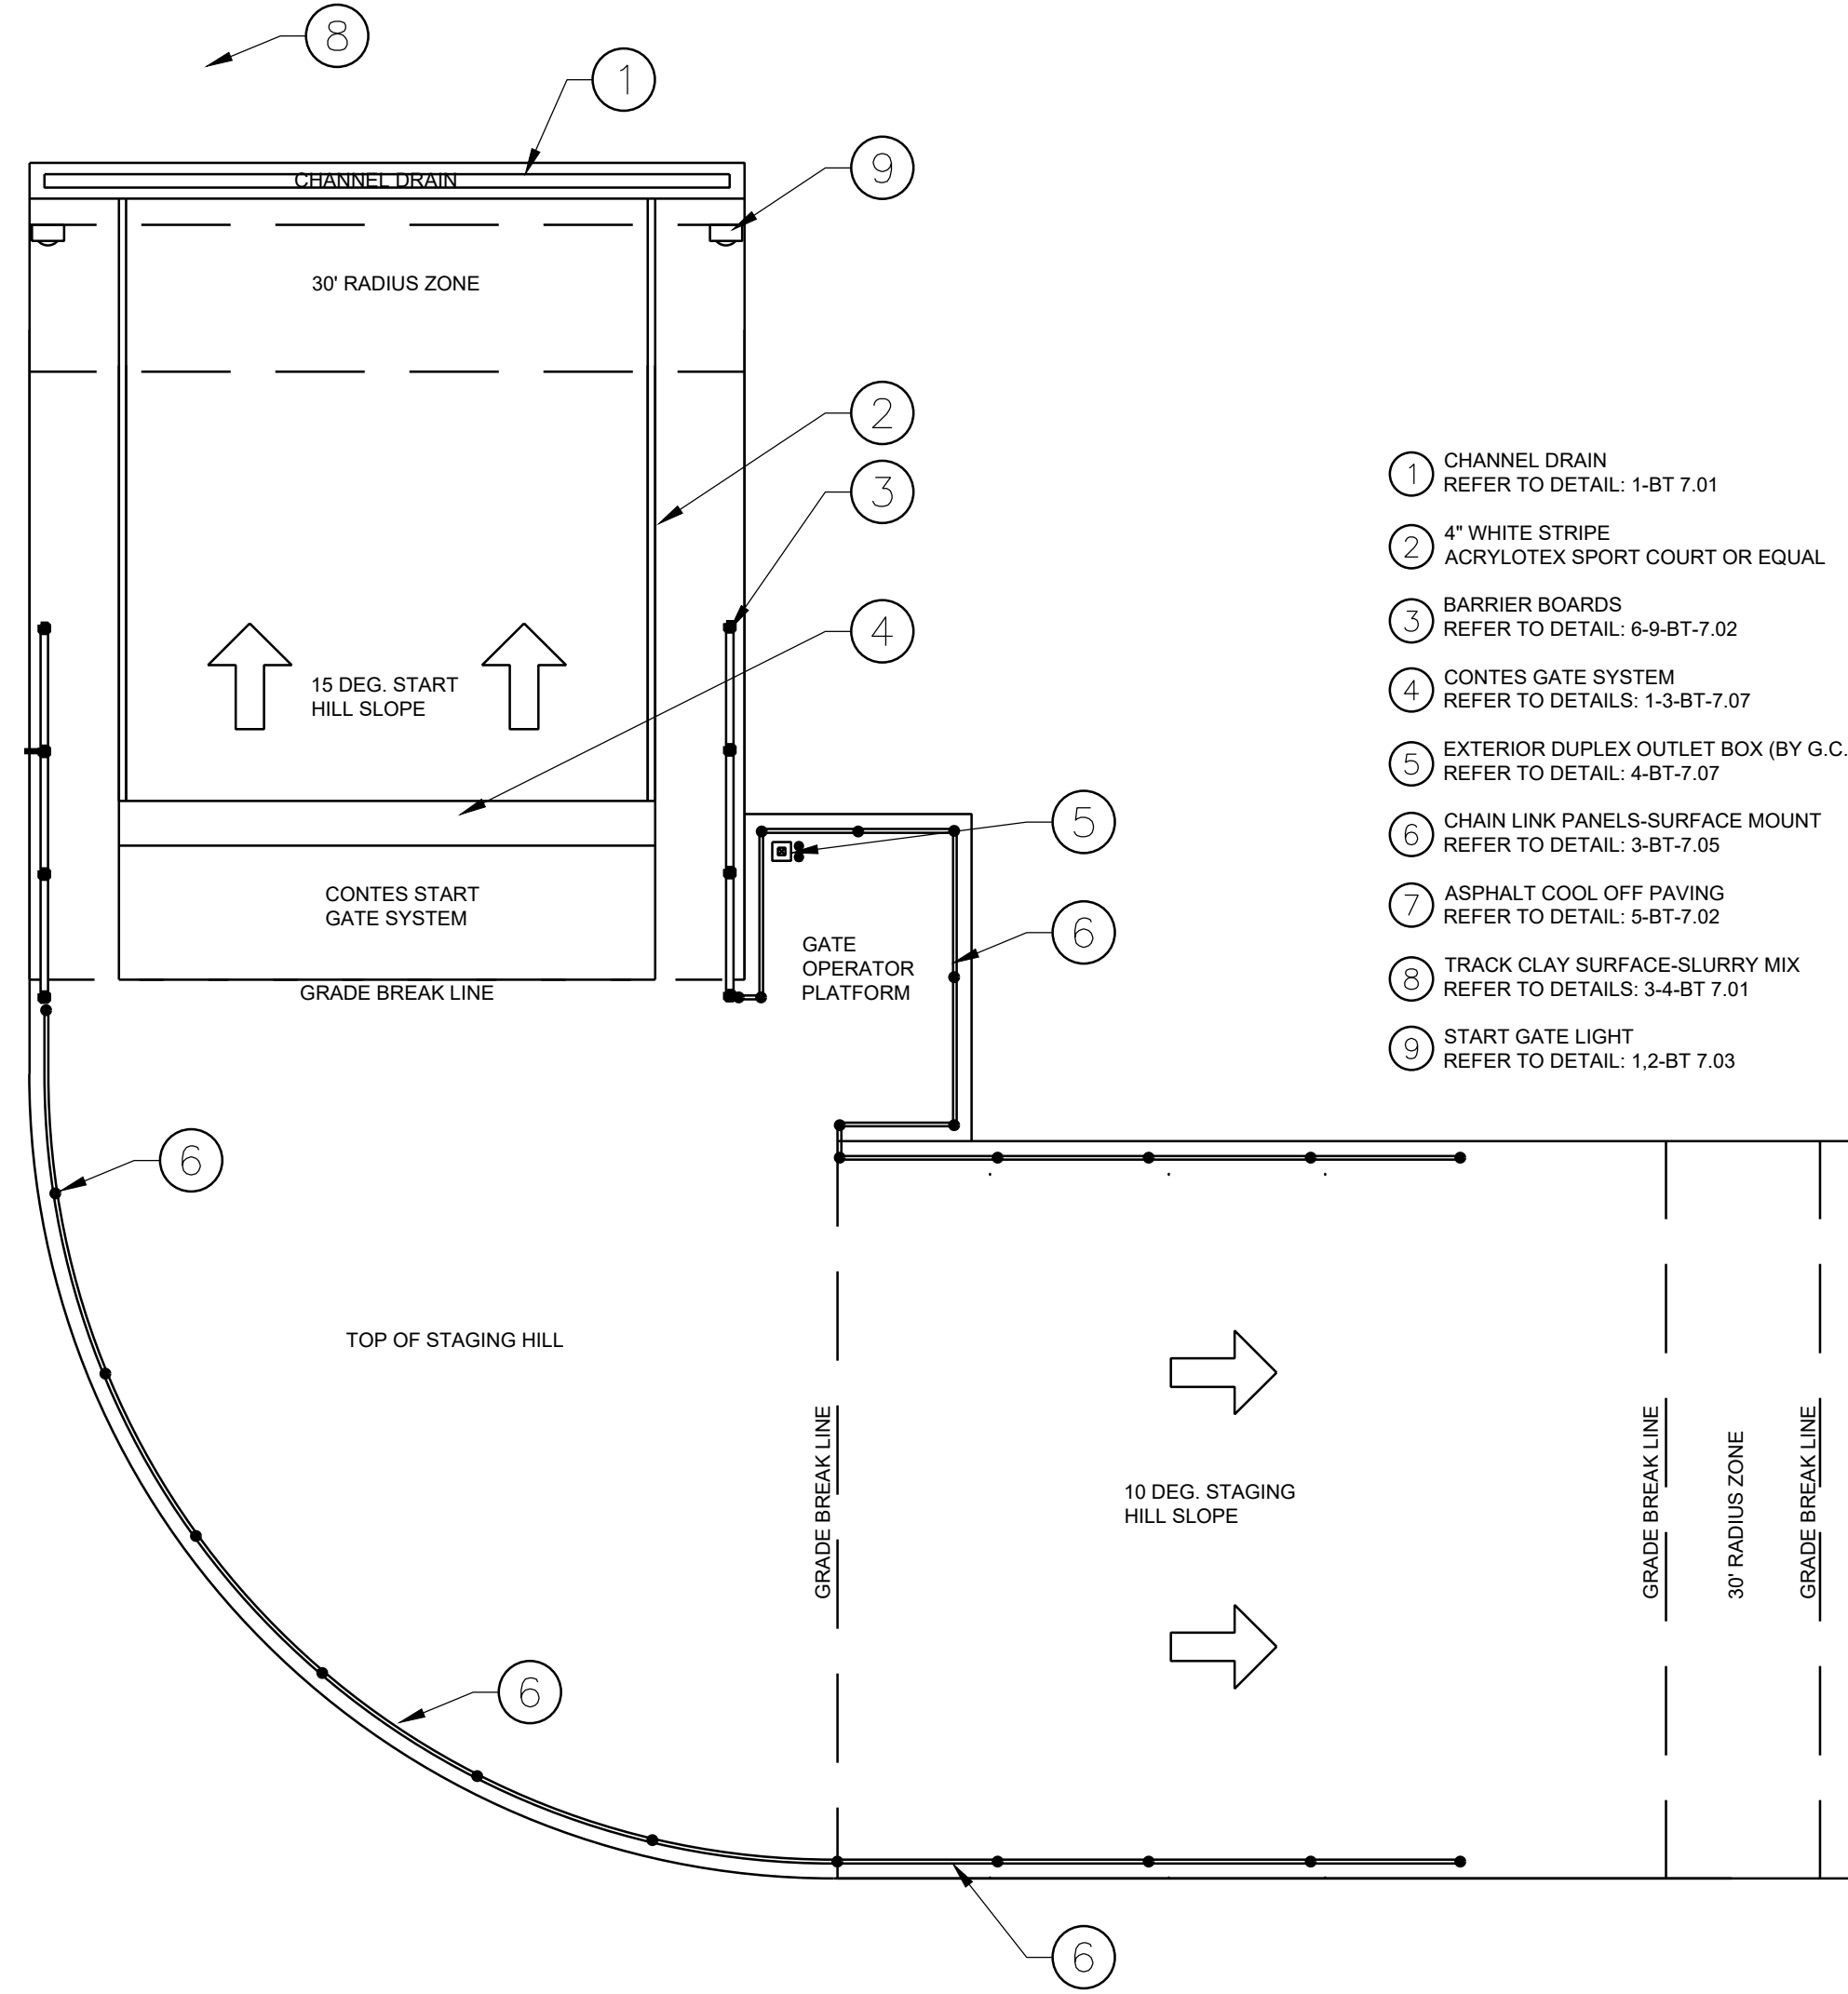 8
1
CHANNEL DRAIN
9
30' RADIUS ZONE
2
3
4
15 DEG. START
HILL SLOPE
5
CONTES START
GATE SYSTEM
6
GATE
OPERATOR
PLATFORM
GRADE BREAK LINE
1 CHANNEL DRAIN
REFER TO DETAIL: 1-BT 7.01
2 4" WHITE STRIPE
ACRYLOTEX SPORT COURT OR EQUAL
3 BARRIER BOARDS
REFER TO DETAIL: 6-9-BT-7.02
4 CONTES GATE SYSTEM
REFER TO DETAILS: 1-3-BT-7.07
5 EXTERIOR DUPLEX OUTLET BOX (BY G.C.
REFER TO DETAIL: 4-BT-7.07
6 CHAIN LINK PANELS-SURFACE MOUNT
REFER TO DETAIL: 3-BT-7.05
7 ASPHALT COOL OFF PAVING
REFER TO DETAIL: 5-BT-7.02
8 TRACK CLAY SURFACE-SLURRY MIX
REFER TO DETAILS: 3-4-BT 7.01
9 START GATE LIGHT
REFER TO DETAIL: 1,2-BT 7.03
6
TOP OF STAGING HILL
GRADE BREAK LINE
10 DEG. STAGING
HILL SLOPE
GRADE BREAK LINE
30' RADIUS ZONE
GRADE BREAK LINE
6
6